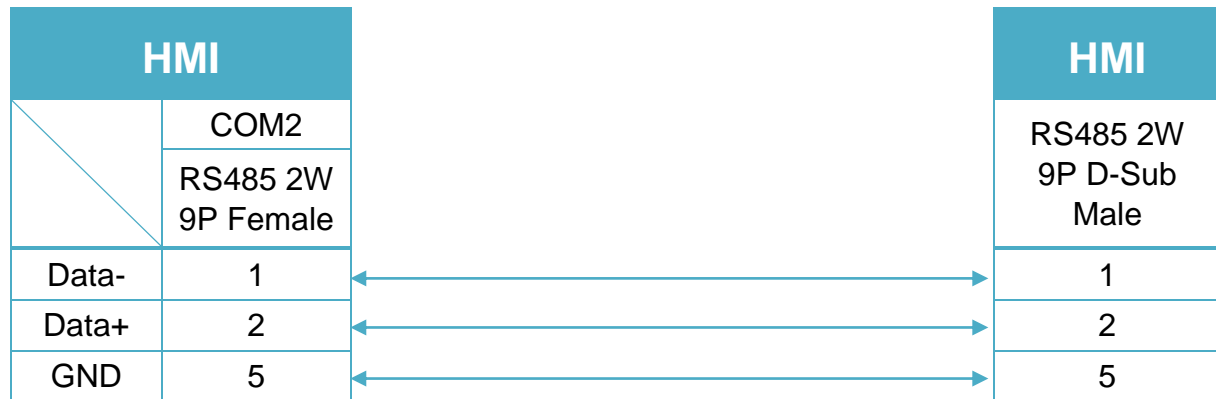 HMI
HMI
COM2
RS485 2W
9P Female
RS485 2W
9P D-Sub
Male
Data- 1 1
Data+ 2 2
GND 5 5